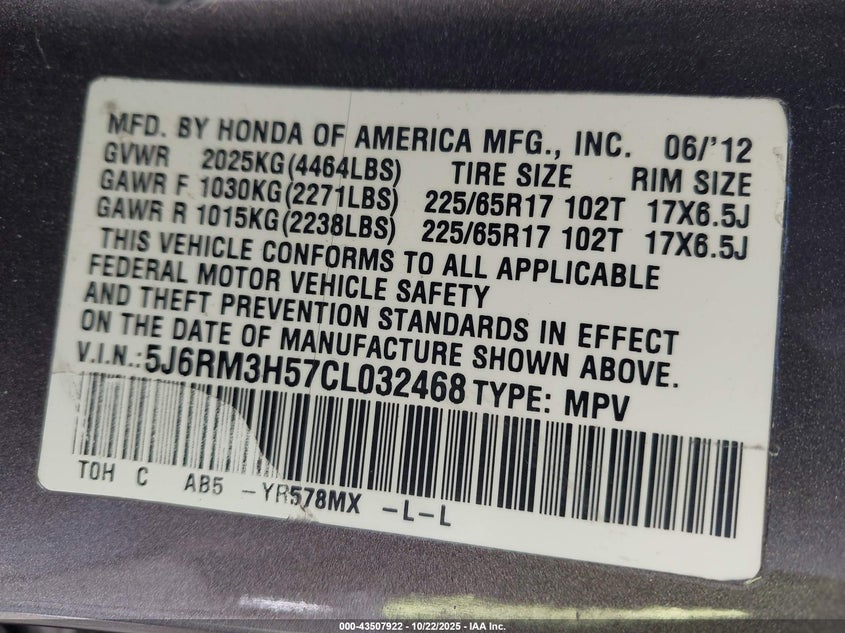 MFD. BY HONDA OF AMERICA MFG., INC. 06/'12
GVWR 2025KG(4464LBS) TIRE SIZE RIM SIZE
GAWR F 1030KG(2271LBS) 225/65R17 102T 17X6.5J
GAWR R 1015KG(2238LBS) 225/65R17 102T 17X6.5J
THIS VEHICLE CONFORMS TO ALL APPLICABLE
FEDERAL MOTOR VEHICLE SAFETY
AND THEFT PREVENTION STANDARDS IN EFFECT
ON THE DATE OF MANUFACTURE SHOWN ABOVE.
V.I.N.:5J6RM3H57CL032468 TYPE: MPV
TOH C AB5 -YR578MX -L-L
000-43507922 - 10/22/2025 - IAA Inc.